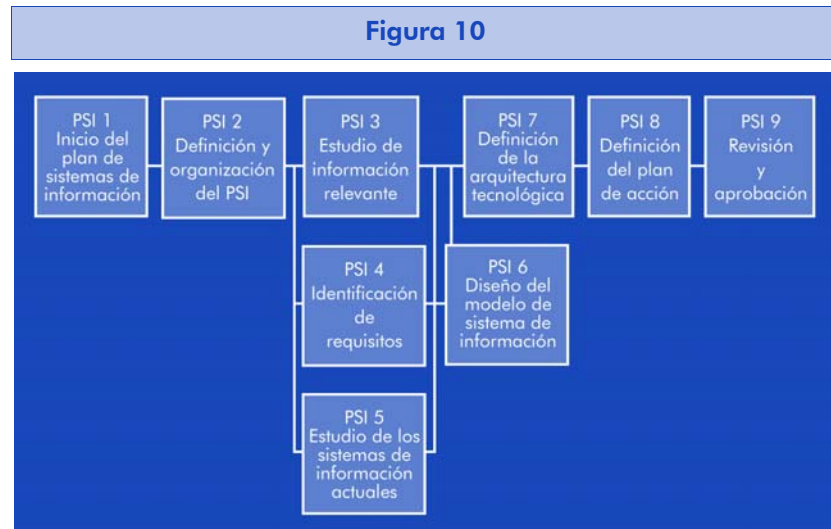 Figura 10
PSI 1
Inicio del
plan de
sistemas de
información
PSI 2
Definición y
organización
del PSI
PSI 3
Estudio de
información
relevante
PSI 7
Definición
de la
arquitectura
tecnológica
PSI 8
Definición
del plan
de acción
PSI 9
Revisión
y
aprobación
PSI 4
Identificación
de
requisitos
PSI 6
Diseño del
modelo de
sistema de
información
PSI 5
Estudio de los
sistemas de
información
actuales